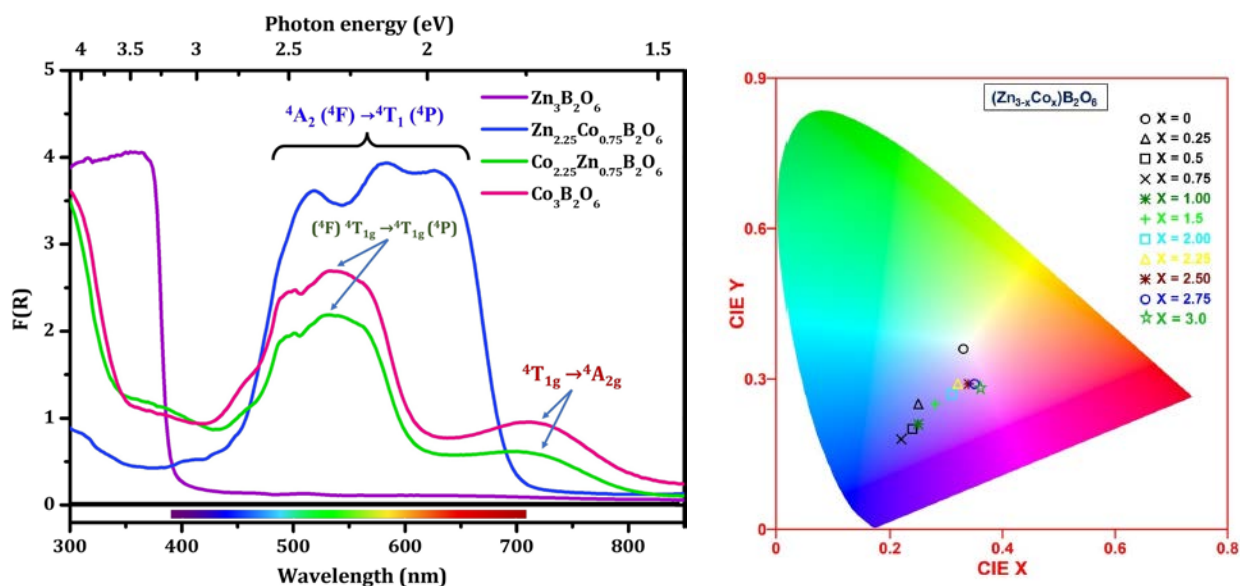 Photon energy (eV)
4 3.5 3 2.5 2 1.5
5
4
3
2
1
0
F(R)
⁴A₂ (⁴F) →⁴T₁ (⁴P)
Zn₃B₂O₆
Zn₂.₂₅Co₀.₇₅B₂O₆
Co₂.₂₅Zn₀.₇₅B₂O₆
Co₃B₂O₆
(⁴F) ⁴T₁g →⁴T₁g (⁴P)
⁴T₁g →⁴A₂g
300 400 500 600 700 800
Wavelength (nm)
(Zn₃₋ₓCoₓ)B₂O₆
X = 0
X = 0.25
X = 0.5
X = 0.75
X = 1.00
X = 1.5
X = 2.00
X = 2.25
X = 2.50
X = 2.75
X = 3.0
0.9
0.6
0.3
0
CIE Y
0 0.2 0.4 0.6 0.8
CIE X